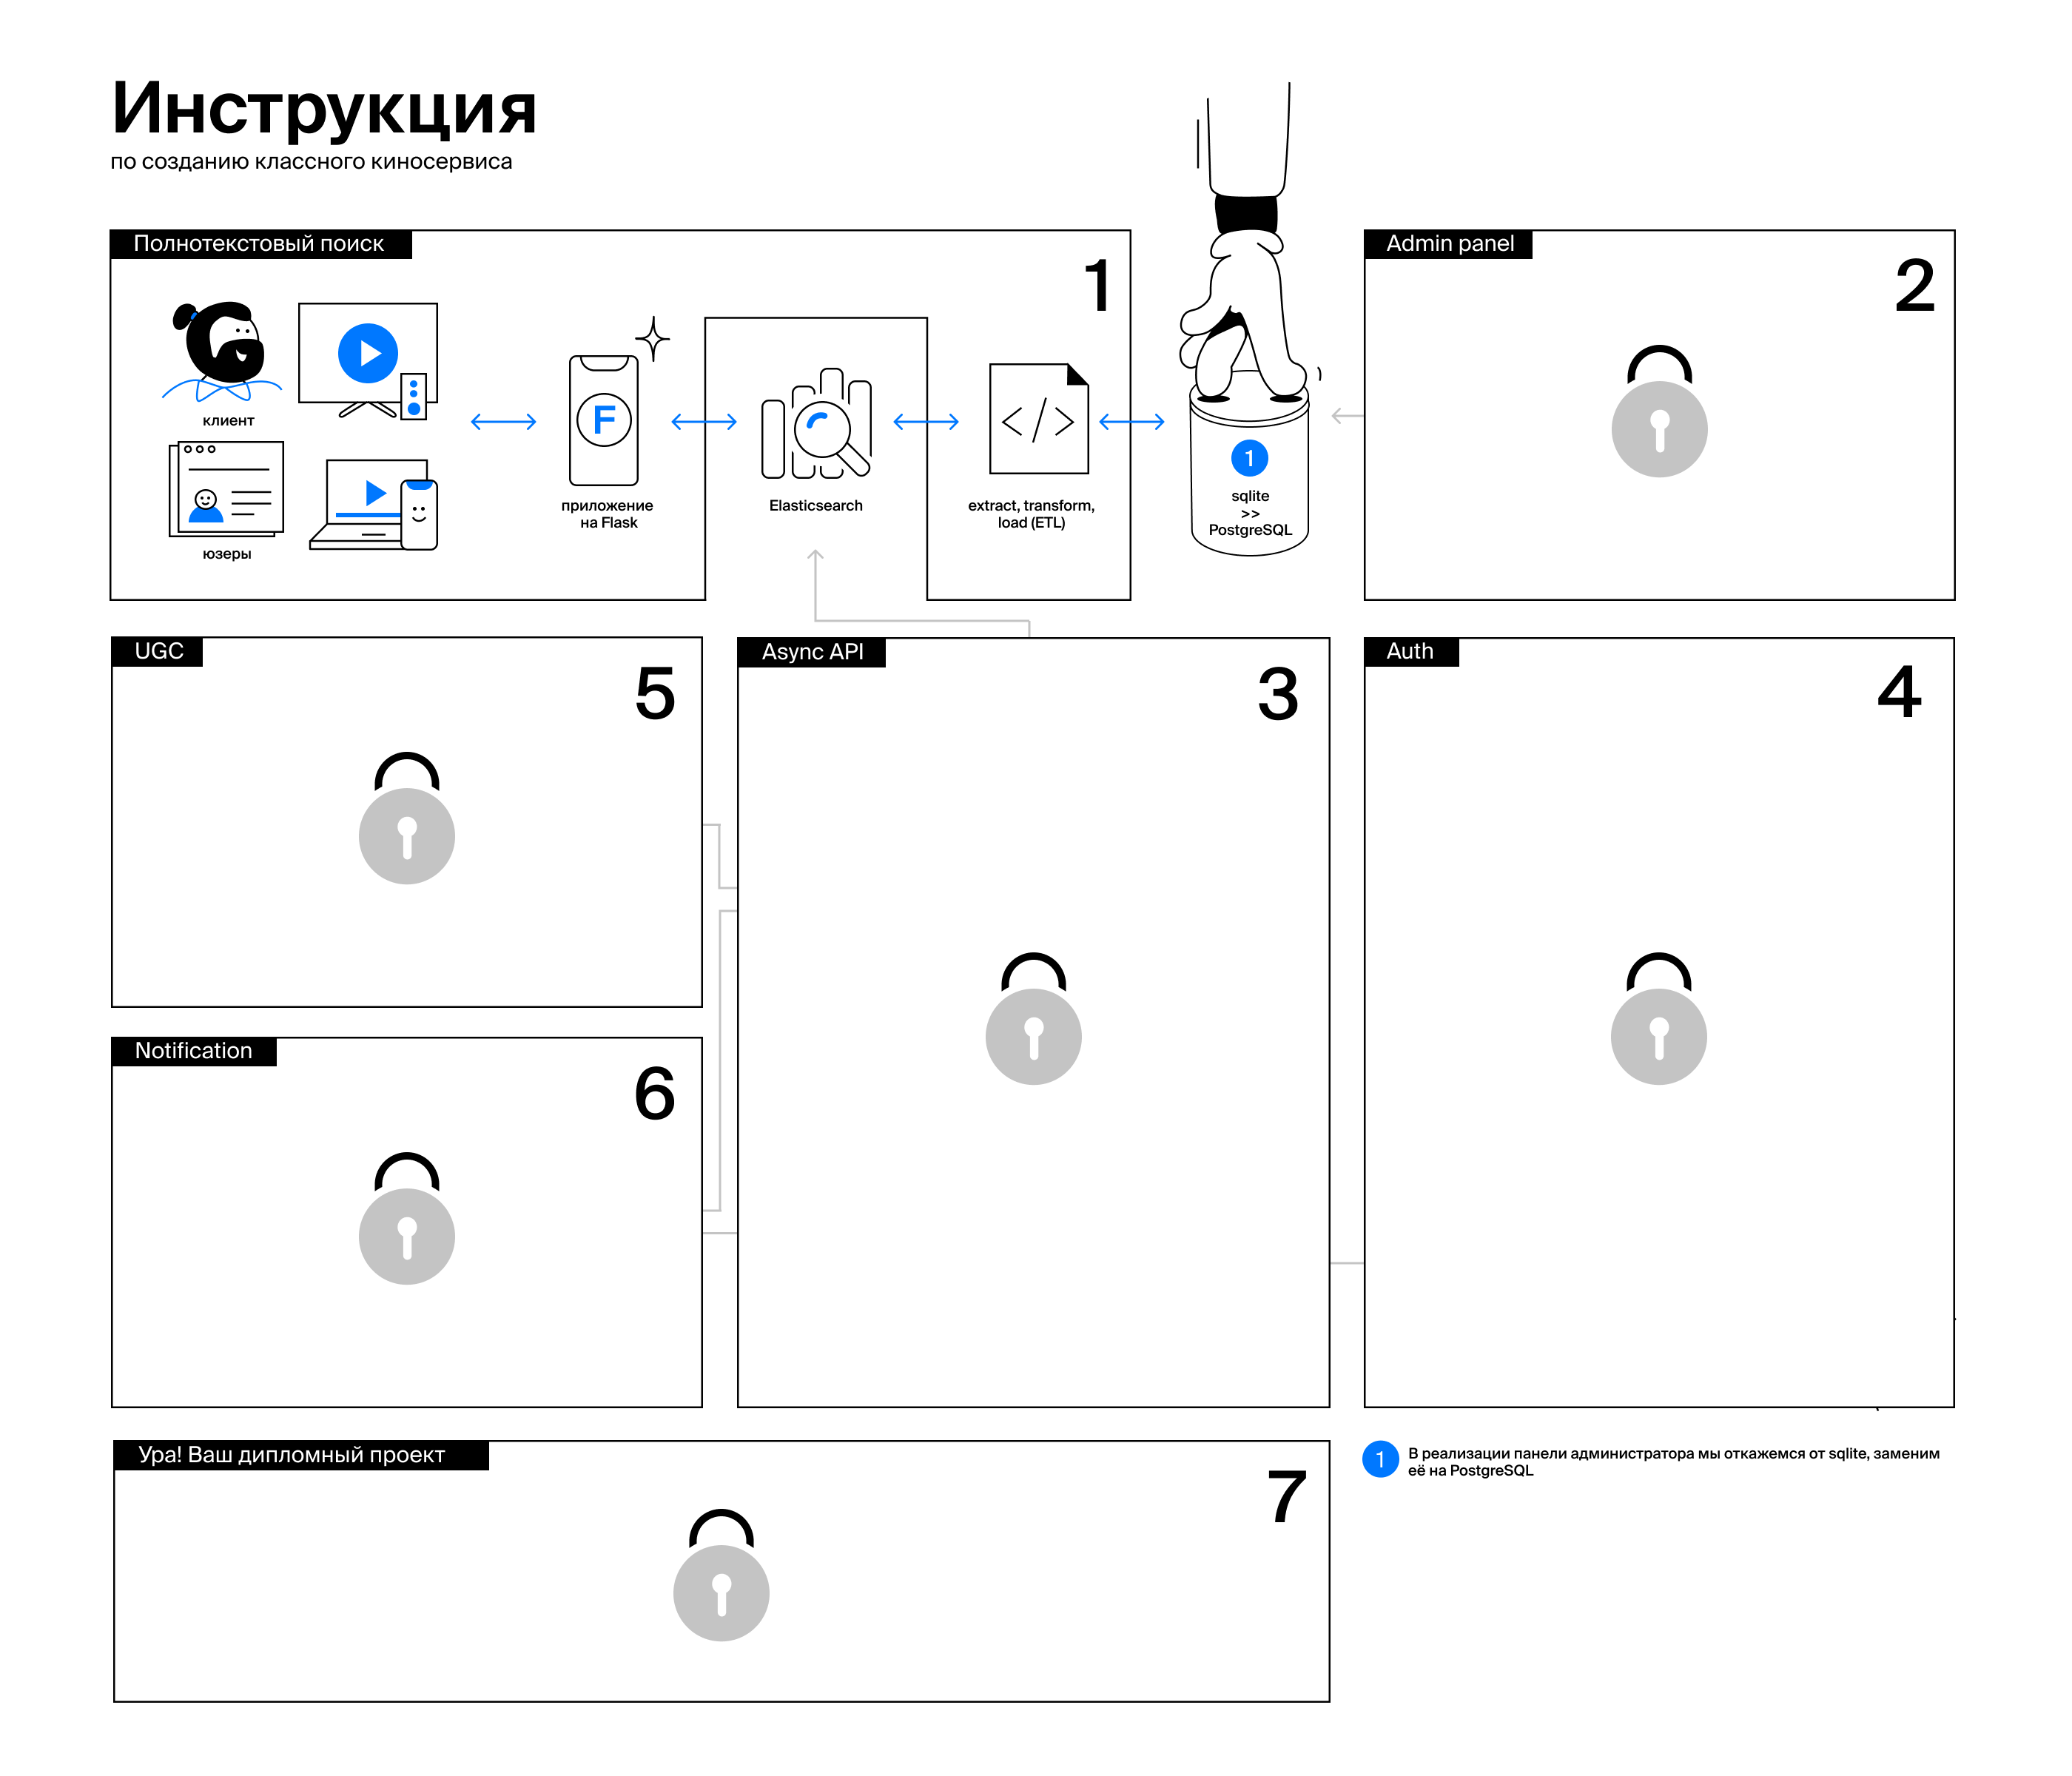 Инструкция
по созданию классного киносервиса
Полнотекстовый поиск
1
клиент
юзеры
F
приложение
на Flask
Elasticsearch
extract, transform,
load (ETL)
1
sqlite
>>
PostgreSQL
Admin panel
2
UGC
5
Async API
3
Auth
4
Notification
6
Ура! Ваш дипломный проект
7
1
В реализации панели администратора мы откажемся от sqlite, заменим
её на PostgreSQL